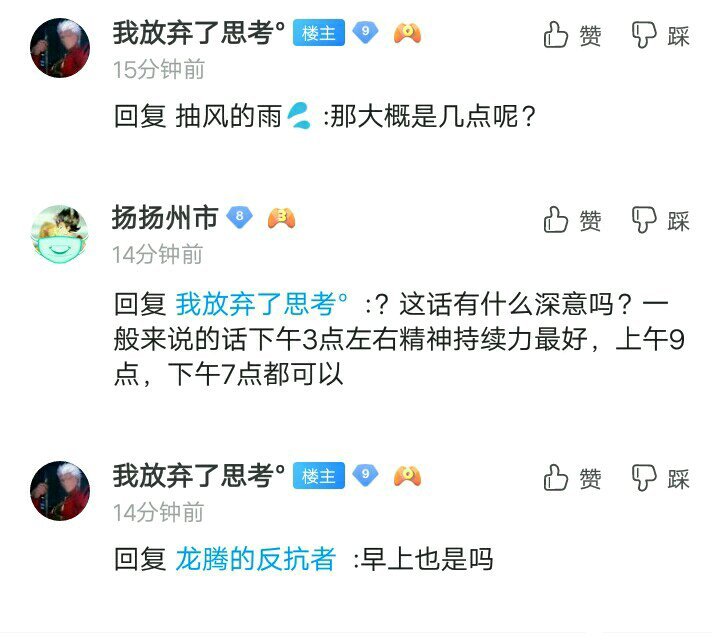 我放弃了思考° 楼主 9 6 赞 踩
15分钟前
回复 抽风的雨💦 :那大概是几点呢？
扬扬州市 8 3 赞 踩
14分钟前
回复 我放弃了思考° :？这话有什么深意吗？一
般来说的话下午3点左右精神持续力最好，上午9
点，下午7点都可以
我放弃了思考° 楼主 9 6 赞 踩
14分钟前
回复 龙腾的反抗者 :早上也是吗